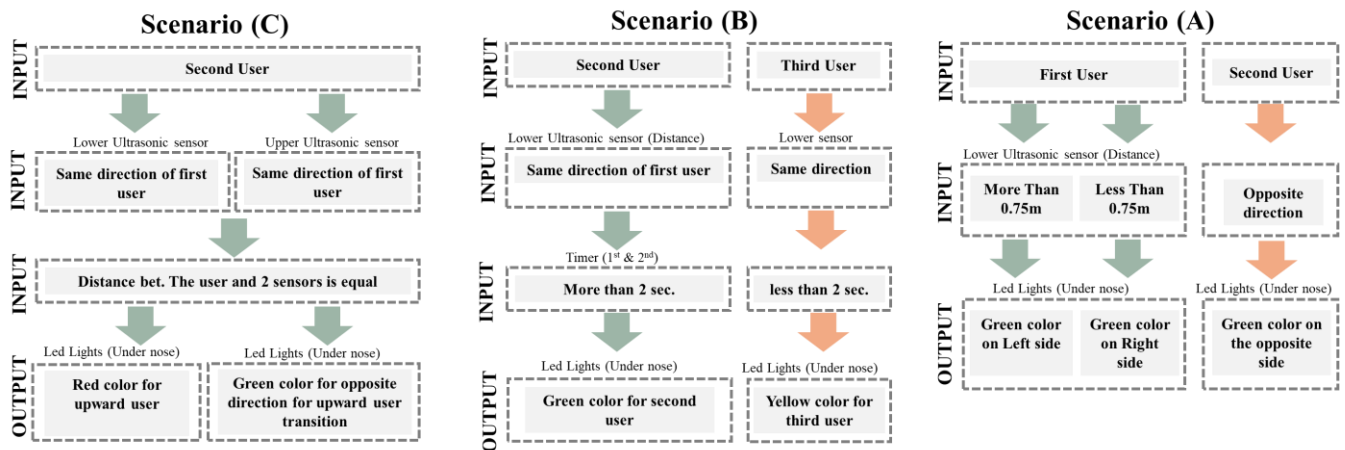 Scenario (C)
INPUT
Second User
Lower Ultrasonic sensor
Upper Ultrasonic sensor
INPUT
Same direction of first
user
Same direction of first
user
INPUT
Distance bet. The user and 2 sensors is equal
Led Lights (Under nose)
Led Lights (Under nose)
OUTPUT
Red color for
upward user
Green color for opposite
direction for upward user
transition
Scenario (B)
INPUT
Second User
Third User
Lower Ultrasonic sensor (Distance)
Lower sensor
INPUT
Same direction of first user
Same direction
Timer (1st & 2nd)
INPUT
More than 2 sec.
less than 2 sec.
Led Lights (Under nose)
Led Lights (Under nose)
OUTPUT
Green color for second
user
Yellow color for
third user
Scenario (A)
INPUT
First User
Second User
Lower Ultrasonic sensor (Distance)
INPUT
More Than
0.75m
Less Than
0.75m
Opposite
direction
Led Lights (Under nose)
Led Lights (Under nose)
OUTPUT
Green color
on Left side
Green color
on Right
side
Green color on
the opposite
side